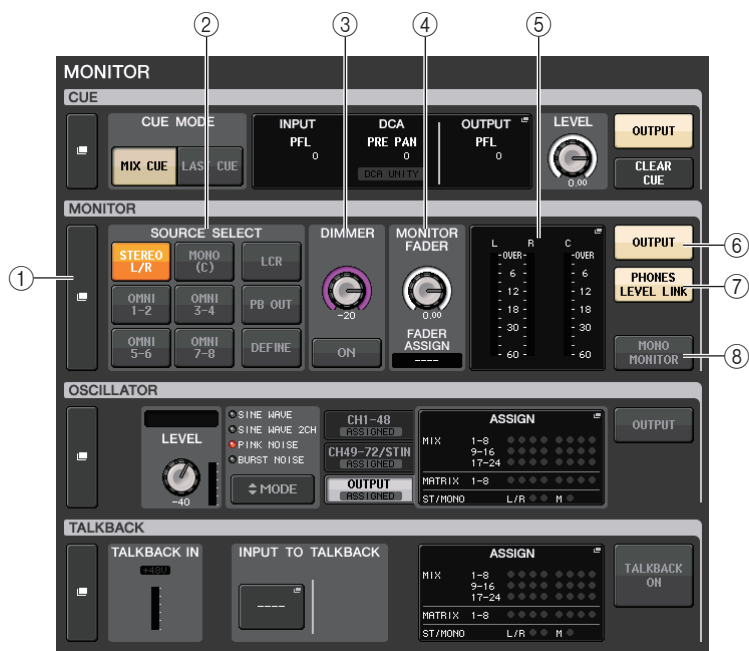 ② ③ ④ ⑤
MONITOR
CUE
CUE MODE
MIX CUE
LAST CUE
INPUT
PFL
0
DCA
PRE PAN
0
DCA UNITY
OUTPUT
PFL
0
LEVEL
0.00
OUTPUT
CLEAR
CUE
MONITOR
①
SOURCE SELECT
STEREO
L/R
MONO
(C)
LCR
OMNI
1-2
OMNI
3-4
PB OUT
OMNI
5-6
OMNI
7-8
DEFINE
DIMMER
-20
ON
MONITOR
FADER
0.00
FADER
ASSIGN
----
L R C
-OVER- -OVER-
- 6 - - 6
- 12 - - 12
- 18 - - 18
- 30 - - 30
- 60 - - 60
OUTPUT
⑥
PHONES
LEVEL LINK
⑦
MONO
MONITOR
⑧
OSCILLATOR
LEVEL
-40
SINE WAVE
SINE WAVE 2CH
PINK NOISE
BURST NOISE
MODE
CH1-48
ASSIGNED
CH49-72/STIN
ASSIGNED
OUTPUT
ASSIGNED
ASSIGN
MIX 1-8
9-16
17-24
MATRIX 1-8
ST/MONO L/R M
OUTPUT
TALKBACK
TALKBACK IN
+48V
INPUT TO TALKBACK
----
ASSIGN
MIX 1-8
9-16
17-24
MATRIX 1-8
ST/MONO L/R M
TALKBACK
ON